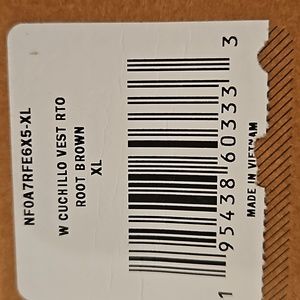 NF0A7RFE6X5-XL
W CUCHILLO VEST RTO
ROOT BROWN
XL
1 95438 60333 3
MADE IN VIETNAM